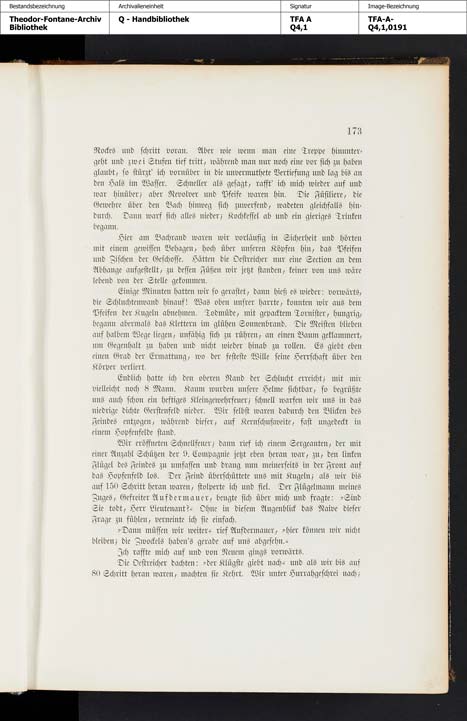 Bestandsbezeichnung
Archivalieneinheit
Signatur
Image-Bezeichnung
Theodor-Fontane-Archiv
Bibliothek
Q - Handbibliothek
TFA A
Q4,1
TFA-A-
Q4,1,0191
173
Rockes und schritt voran. Aber wie wenn man eine Treppe hinunter-
geht und zwei Stufen tief tritt, während man nur noch eine vor sich zu haben
glaubt, so stürzt' ich vornüber in die unvermuthete Vertiefung und lag bis an
den Hals im Wasser. Schneller als gesagt, rafft' ich mich wieder auf und
war hinüber; aber Revolver und Pfeife waren hin. Die Füsiliere, die
Gewehre über den Bach hinweg sich zuwerfend, wadeten gleichfalls hin-
durch. Dann warf sich alles nieder; Kochkessel ab und ein gieriges Trinken
begann.
Hier am Bachrand waren wir vorläufig in Sicherheit und hörten
mit einem gewissen Behagen, hoch über unseren Köpfen hin, das Pfeifen
und Zischen der Geschosse. Hätten die Oestreicher nur eine Section an dem
Abhange aufgestellt, zu dessen Füßen wir jetzt standen, keiner von uns wäre
lebend von der Stelle gekommen.
Einige Minuten hatten wir so gerastet, dann hieß es wieder: vorwärts,
die Schluchtenwand hinauf! Was oben unsrer harrte, konnten wir aus dem
Pfeifen der Kugeln abnehmen. Todmüde, mit gepacktem Tornister, hungrig,
begann abermals das Klettern im glühen Sonnenbrand. Die Meisten blieben
auf halbem Wege liegen, unfähig sich zu rühren, an einen Baum geklammert,
um Gegenhalt zu haben und nicht wieder hinab zu rollen. Es giebt eben
einen Grad der Ermattung, wo der festeste Wille seine Herrschaft über den
Körper verliert.
Endlich hatte ich den oberen Rand der Schlucht erreicht; mit mir
vielleicht noch 8 Mann. Kaum wurden unsere Helme sichtbar, so begrüßte
uns auch schon ein heftiges Kleingewehrfeuer; schnell warfen wir uns in das
niedrige dichte Gerstenfeld nieder. Wir selbst waren dadurch den Blicken des
Feindes entzogen, während dieser, auf Kernschußweite, fast ungedeckt in
einem Hopfenfelde stand.
Wir eröffneten Schnellfeuer; dann rief ich einem Sergeanten, der mit
einer Anzahl Schützen der 9. Compagnie jetzt eben heran war, zu, den linken
Flügel des Feindes zu umfassen und drang nun meinerseits in der Front auf
das Hopfenfeld los. Der Feind überschüttete uns mit Kugeln; als wir bis
auf 150 Schritt heran waren, stolperte ich und fiel. Der Flügelmann meines
Zuges, Gefreiter Aufdermauer, beugte sich über mich und fragte: »Sind
Sie todt, Herr Lieutenant?« Ohne in diesem Augenblick das Naive dieser
Frage zu fühlen, verneinte ich sie einfach.
»Dann müssen wir weiter« rief Aufdermauer, »hier können wir nicht
bleiben; die Zwockels haben's gerade auf uns abgesehn.«
Ich raffte mich auf und von Neuem gings vorwärts.
Die Oestreicher dachten: »der Klügste giebt nach« und als wir bis auf
80 Schritt heran waren, machten sie Kehrt. Wir unter Hurrahgeschrei nach;